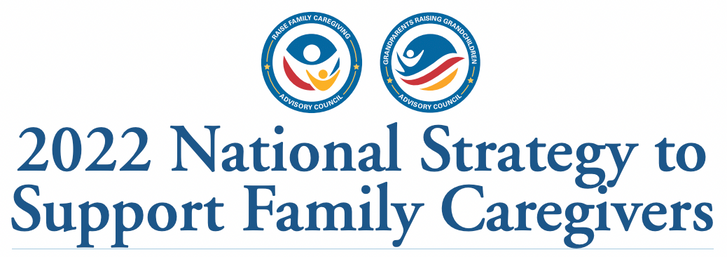 RAISE FAMILY CAREGIVING
ADVISORY COUNCIL
GRANDPARENTS RAISING GRANDCHILDREN
ADVISORY COUNCIL
2022 National Strategy to
Support Family Caregivers